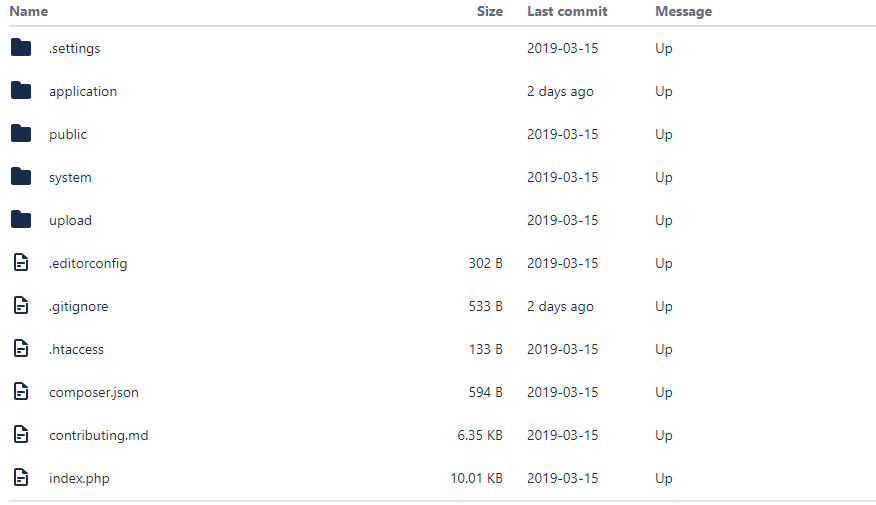 Name Size Last commit Message
.settings 2019-03-15 Up
application 2 days ago Up
public 2019-03-15 Up
system 2019-03-15 Up
upload 2019-03-15 Up
.editorconfig 302 B 2019-03-15 Up
.gitignore 533 B 2 days ago Up
.htaccess 133 B 2019-03-15 Up
composer.json 594 B 2019-03-15 Up
contributing.md 6.35 KB 2019-03-15 Up
index.php 10.01 KB 2019-03-15 Up